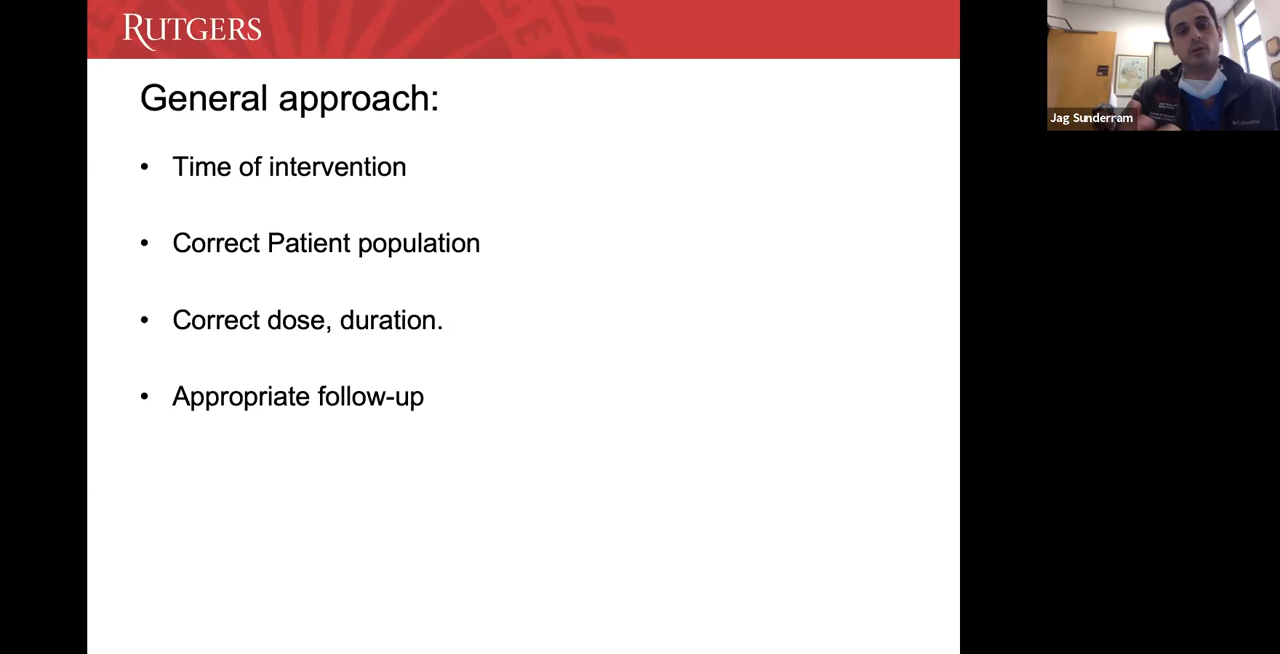 RUTGERS
General approach:
• Time of intervention
• Correct Patient population
• Correct dose, duration.
• Appropriate follow-up
Jag Sunderram